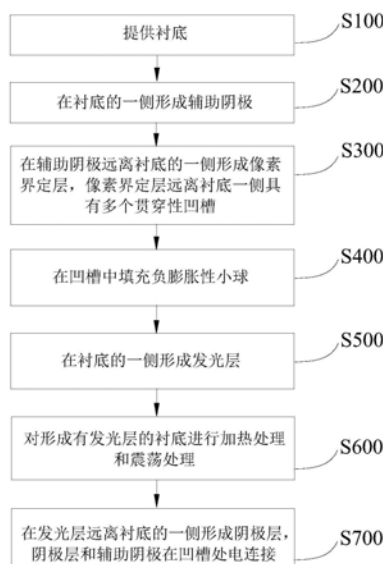 S100
提供衬底
S200
在衬底的一侧形成辅助阴极
S300
在辅助阴极远离衬底的一侧形成像素
界定层，像素界定层远离衬底一侧具
有多个贯穿性凹槽
S400
在凹槽中填充负膨胀性小球
S500
在衬底的一侧形成发光层
S600
对形成有发光层的衬底进行加热处理
和震荡处理
S700
在发光层远离衬底的一侧形成阴极层，
阴极层和辅助阴极在凹槽处电连接